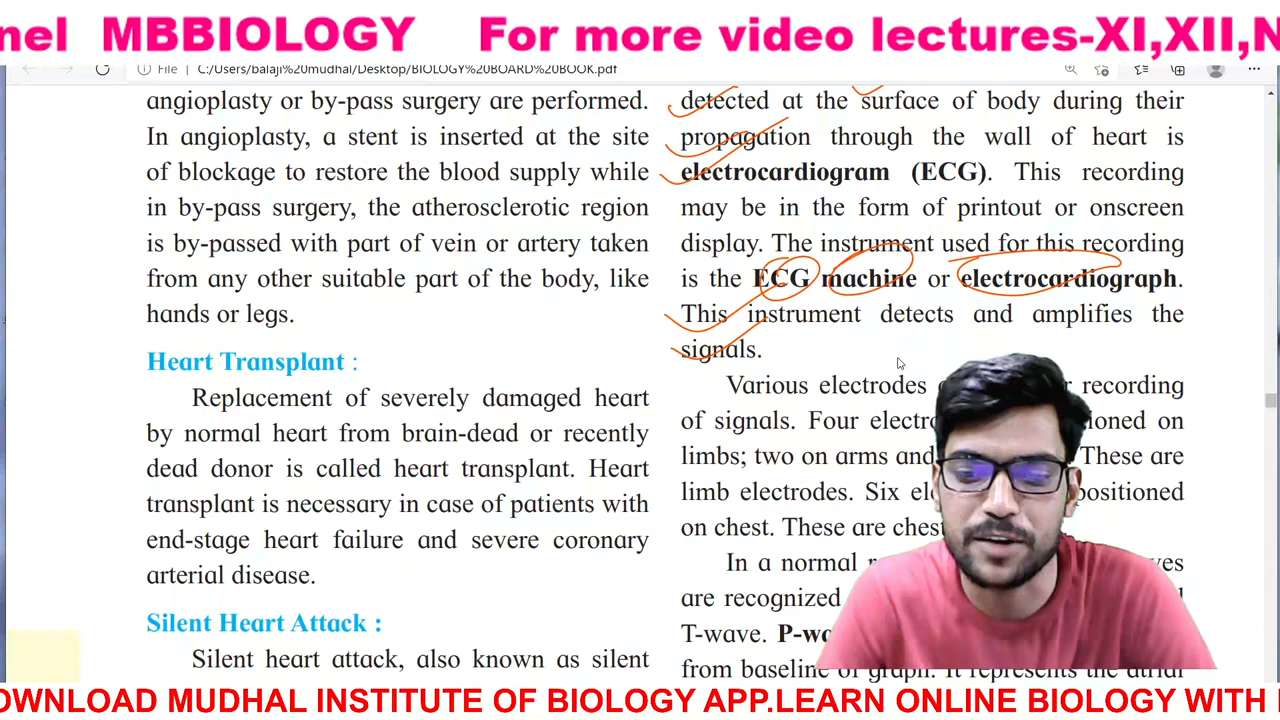 nel MBBIOLOGY For more video lectures-XI,XII,N
File C:/Users/balaji%20mudhal/Desktop/BIOLOGY%20BOARD%20BOOK.pdf
angioplasty or by-pass surgery are performed.
In angioplasty, a stent is inserted at the site
of blockage to restore the blood supply while
in by-pass surgery, the atherosclerotic region
is by-passed with part of vein or artery taken
from any other suitable part of the body, like
hands or legs.
Heart Transplant :
Replacement of severely damaged heart
by normal heart from brain-dead or recently
dead donor is called heart transplant. Heart
transplant is necessary in case of patients with
end-stage heart failure and severe coronary
arterial disease.
Silent Heart Attack :
Silent heart attack, also known as silent
detected at the surface of body during their
propagation through the wall of heart is
electrocardiogram (ECG). This recording
may be in the form of printout or onscreen
display. The instrument used for this recording
is the ECG machine or electrocardiograph.
This instrument detects and amplifies the
signals.
Various electrodes recording
of signals. Four on
limbs; two on arms and These are
limb electrodes. Six positioned
on chest. These are
In a normal
are recognized
T-wave.
from baseline of graph. It represents the atrial
OWNLOAD MUDHAL INSTITUTE OF BIOLOGY APP.LEARN ONLINE BIOLOGY WITH